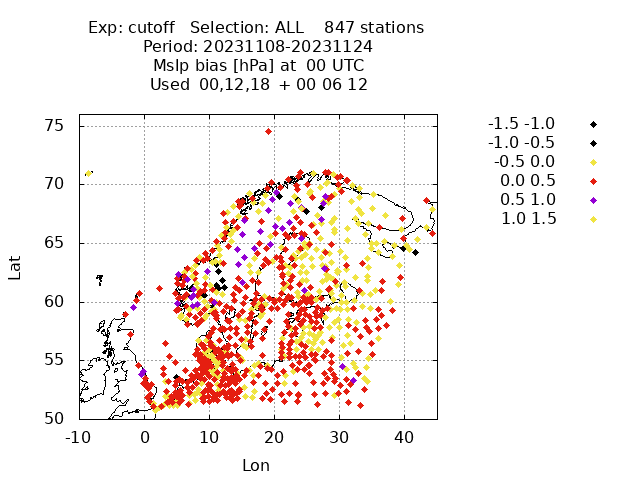 Exp: cutoff   Selection: ALL    847 stations
Period: 20231108-20231124
Mslp bias [hPa] at  00 UTC
Used  00,12,18  + 00 06 12
-1.5 -1.0
-1.0 -0.5
-0.5 0.0
0.0 0.5
0.5 1.0
1.0 1.5
75
70
65
60
55
50
Lat
-10 0 10 20 30 40
Lon